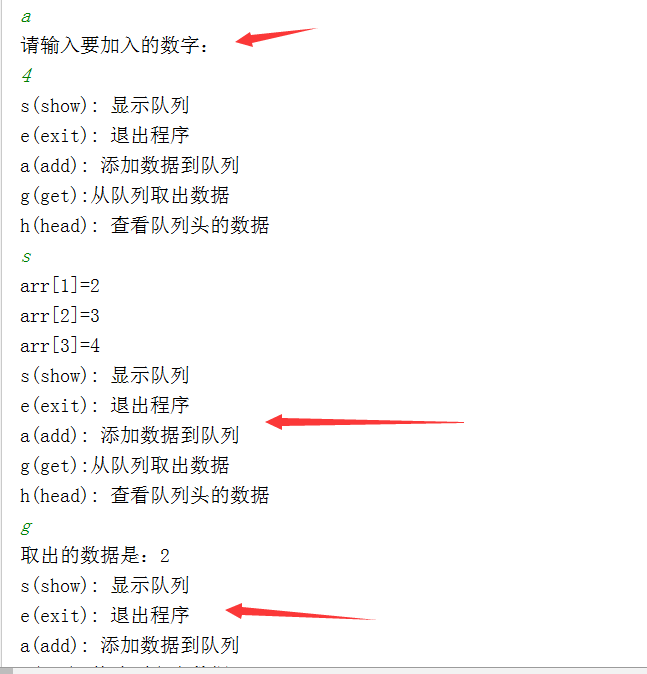 a
请输入要加入的数字：
4
s(show): 显示队列
e(exit): 退出程序
a(add): 添加数据到队列
g(get):从队列取出数据
h(head): 查看队列头的数据
s
arr[1]=2
arr[2]=3
arr[3]=4
s(show): 显示队列
e(exit): 退出程序
a(add): 添加数据到队列
g(get):从队列取出数据
h(head): 查看队列头的数据
g
取出的数据是：2
s(show): 显示队列
e(exit): 退出程序
a(add): 添加数据到队列